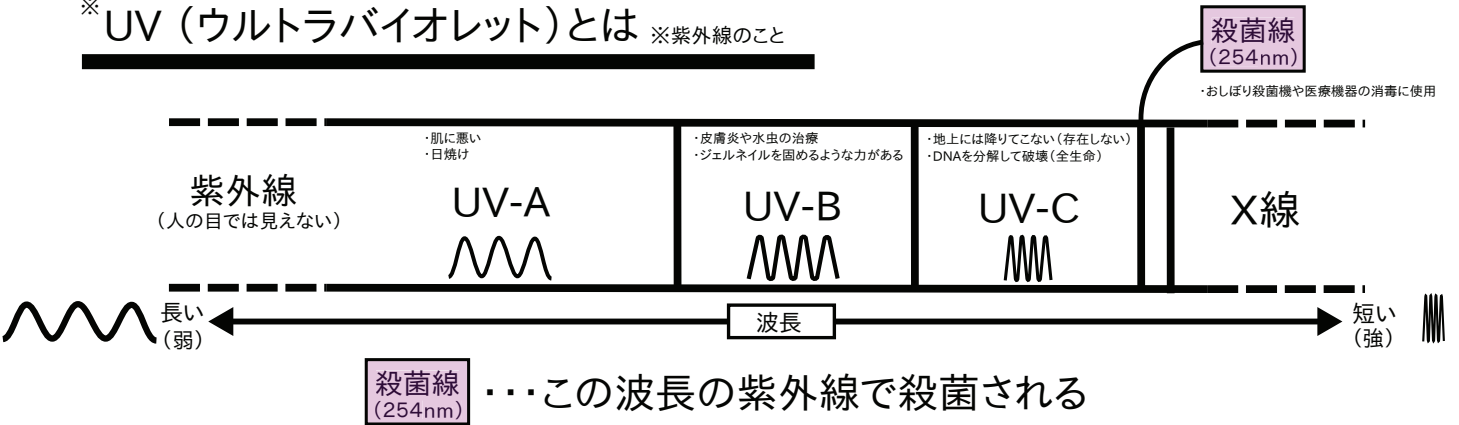 ※UV（ウルトラバイオレット）とは ※紫外線のこと
殺菌線
(254nm)
･おしぼり殺菌機や医療機器の消毒に使用
･肌に悪い
･日焼け
･皮膚炎や水虫の治療
･ジェルネイルを固めるような力がある
･地上には降りてこない（存在しない）
･DNAを分解して破壊（全生命）
紫外線
（人の目では見えない）
UV-A
UV-B
UV-C
X線
長い
（弱）
波長
短い
（強）
殺菌線
(254nm)
･･･この波長の紫外線で殺菌される